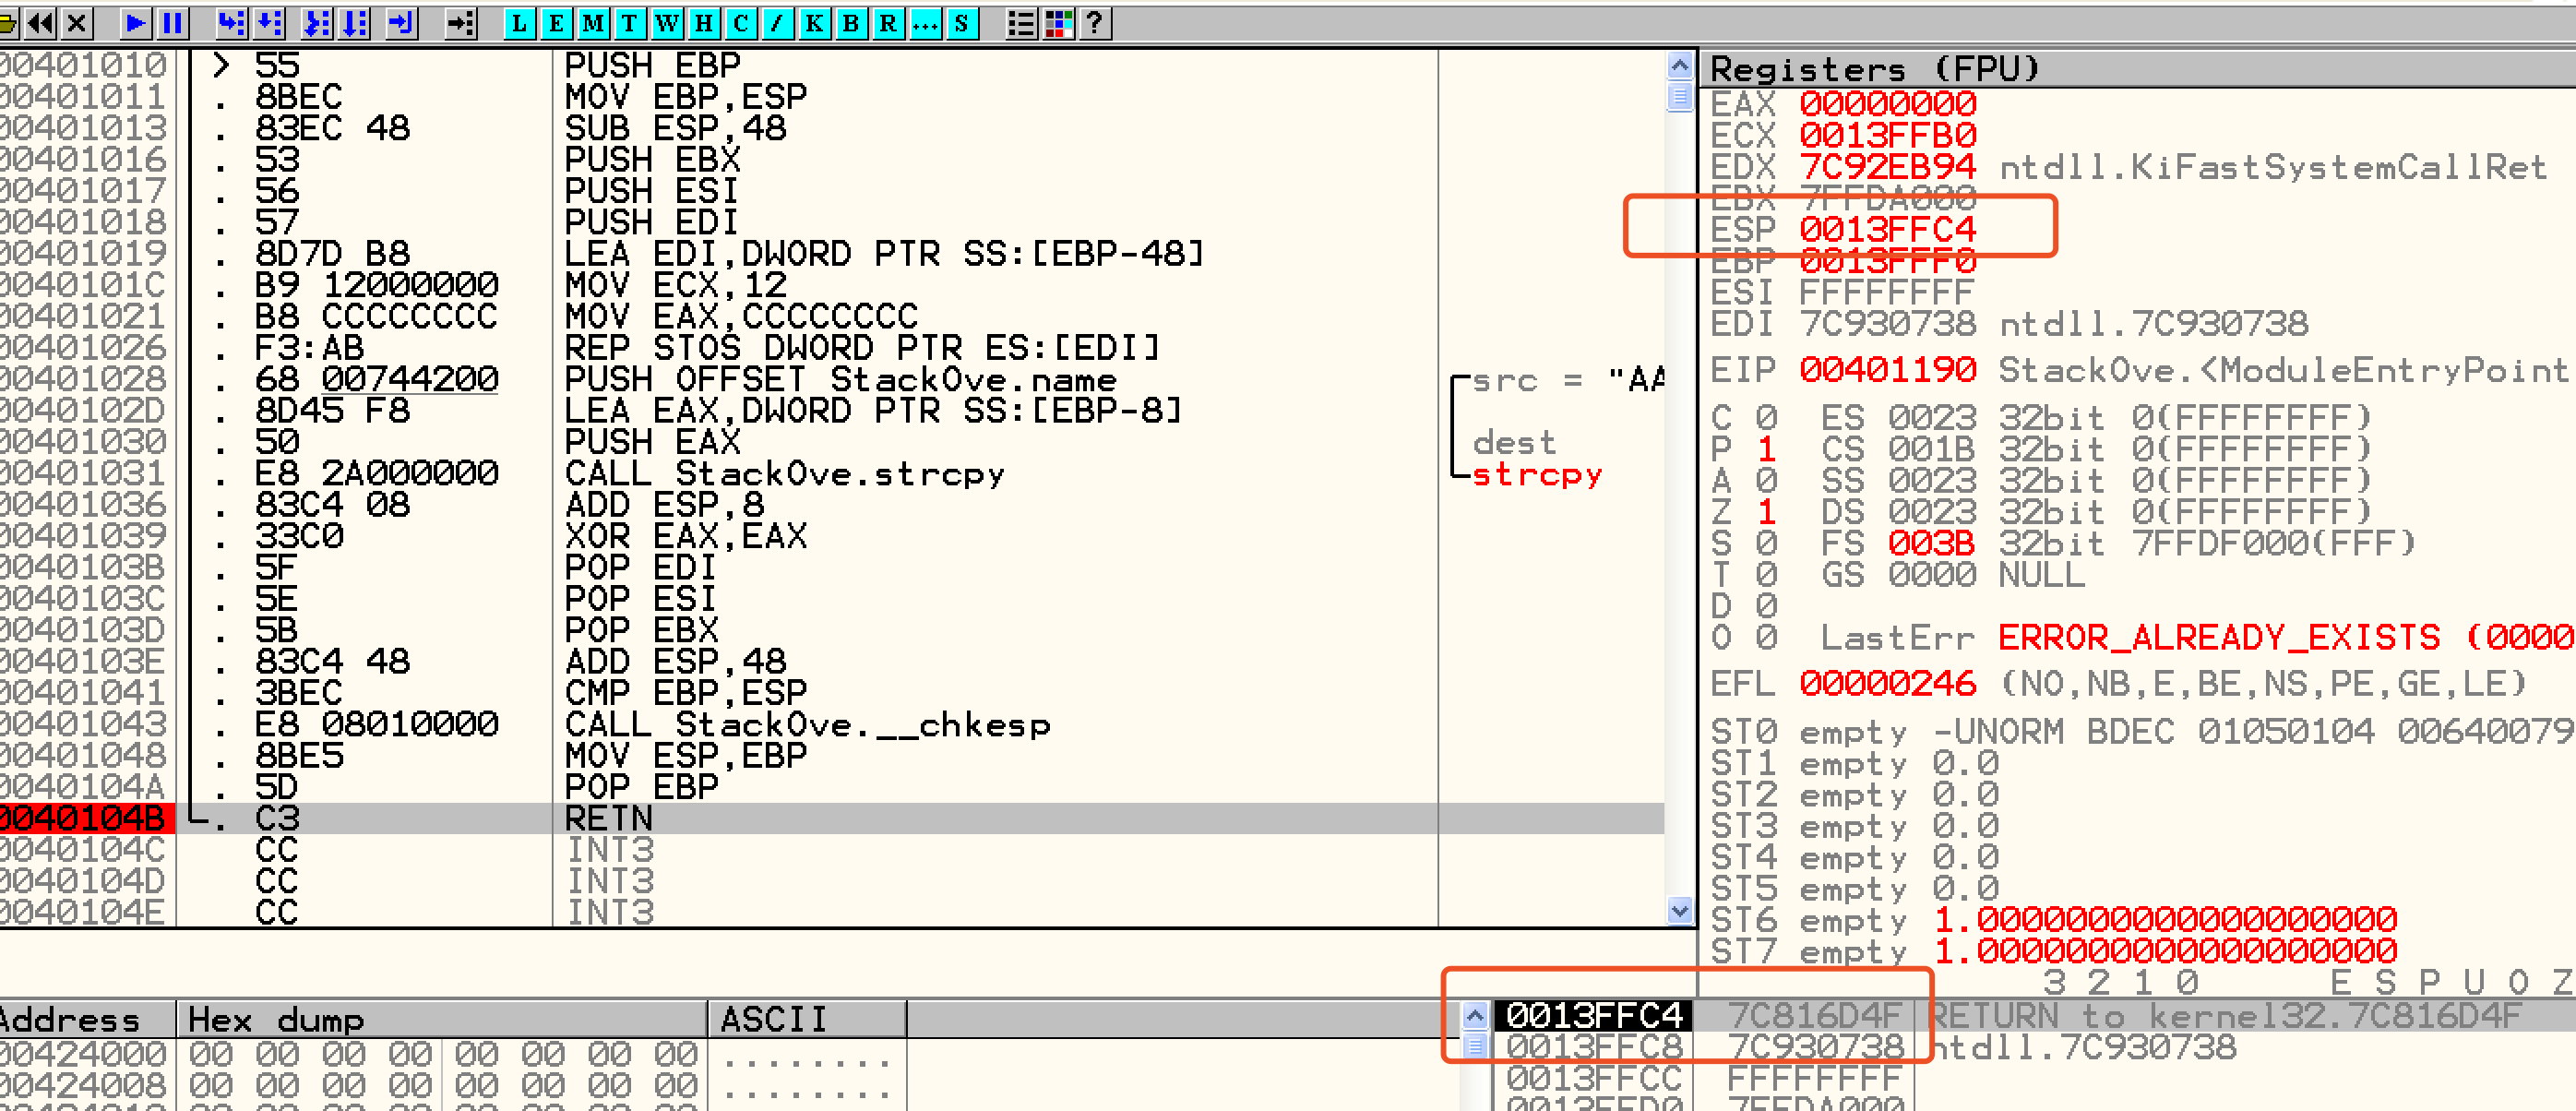 L E M T W H C / K B R ... S ?
00401010 > 55 PUSH EBP
00401011 . 8BEC MOV EBP,ESP
00401013 . 83EC 48 SUB ESP,48
00401016 . 53 PUSH EBX
00401017 . 56 PUSH ESI
00401018 . 57 PUSH EDI
00401019 . 8D7D B8 LEA EDI,DWORD PTR SS:[EBP-48]
0040101C . B9 12000000 MOV ECX,12
00401021 . B8 CCCCCCCC MOV EAX,CCCCCCCC
00401026 . F3:AB REP STOS DWORD PTR ES:[EDI]
00401028 . 68 00744200 PUSH OFFSET StackOve.name src = "AA
0040102D . 8D45 F8 LEA EAX,DWORD PTR SS:[EBP-8]
00401030 . 50 PUSH EAX dest
00401031 . E8 2A000000 CALL StackOve.strcpy strcpy
00401036 . 83C4 08 ADD ESP,8
00401039 . 33C0 XOR EAX,EAX
0040103B . 5F POP EDI
0040103C . 5E POP ESI
0040103D . 5B POP EBX
0040103E . 83C4 48 ADD ESP,48
00401041 . 3BEC CMP EBP,ESP
00401043 . E8 08010000 CALL StackOve.__chkesp
00401048 . 8BE5 MOV ESP,EBP
0040104A . 5D POP EBP
0040104B . C3 RETN
0040104C CC INT3
0040104D CC INT3
0040104E CC INT3
Registers (FPU)
EAX 00000000
ECX 0013FFB0
EDX 7C92EB94 ntdll.KiFastSystemCallRet
EBX 7FFDA000
ESP 0013FFC4
EBP 0013FFF0
ESI FFFFFFFF
EDI 7C930738 ntdll.7C930738
EIP 00401190 StackOve.<ModuleEntryPoint
C 0 ES 0023 32bit 0(FFFFFFFF)
P 1 CS 001B 32bit 0(FFFFFFFF)
A 0 SS 0023 32bit 0(FFFFFFFF)
Z 1 DS 0023 32bit 0(FFFFFFFF)
S 0 FS 003B 32bit 7FFDF000(FFF)
T 0 GS 0000 NULL
D 0
O 0 LastErr ERROR_ALREADY_EXISTS (0000
EFL 00000246 (NO,NB,E,BE,NS,PE,GE,LE)
ST0 empty -UNORM BDEC 01050104 00640079
ST1 empty 0.0
ST2 empty 0.0
ST3 empty 0.0
ST4 empty 0.0
ST5 empty 0.0
ST6 empty 1.0000000000000000000
ST7 empty 1.0000000000000000000
3 2 1 0 E S P U O Z
Address Hex dump ASCII
00424000 00 00 00 00 00 00 00 00 ........
00424008 00 00 00 00 00 00 00 00 ........
0013FFC4 7C816D4F RETURN to kernel32.7C816D4F
0013FFC8 7C930738 ntdll.7C930738
0013FFCC FFFFFFFF
0013FFD0 7FFDA000